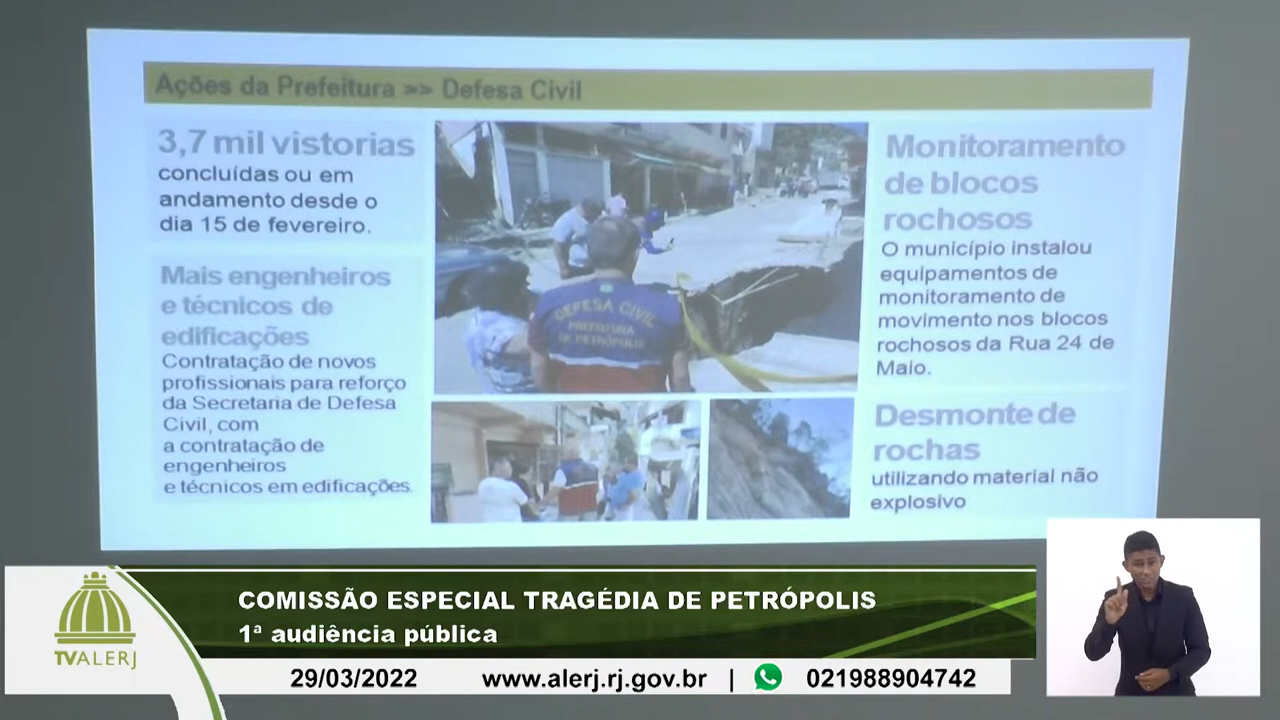 Ações da Prefeitura >> Defesa Civil
3,7 mil vistorias
concluídas ou em
andamento desde o
dia 15 de fevereiro.
Mais engenheiros
e técnicos de
edificações
Contratação de novos
profissionais para reforço
da Secretaria de Defesa
Civil, com
a contratação de
engenheiros
e técnicos em edificações.
DEFESA CIVIL
PREFEITURA
DE PETRÓPOLIS
Monitoramento
de blocos
rochosos
O município instalou
equipamentos de
monitoramento de
movimento nos blocos
rochosos da Rua 24 de
Maio.
Desmonte de
rochas
utilizando material não
explosivo
COMISSÃO ESPECIAL TRAGÉDIA DE PETRÓPOLIS
1ª audiência pública
TVALERJ
29/03/2022 www.alerj.rj.gov.br | 021988904742